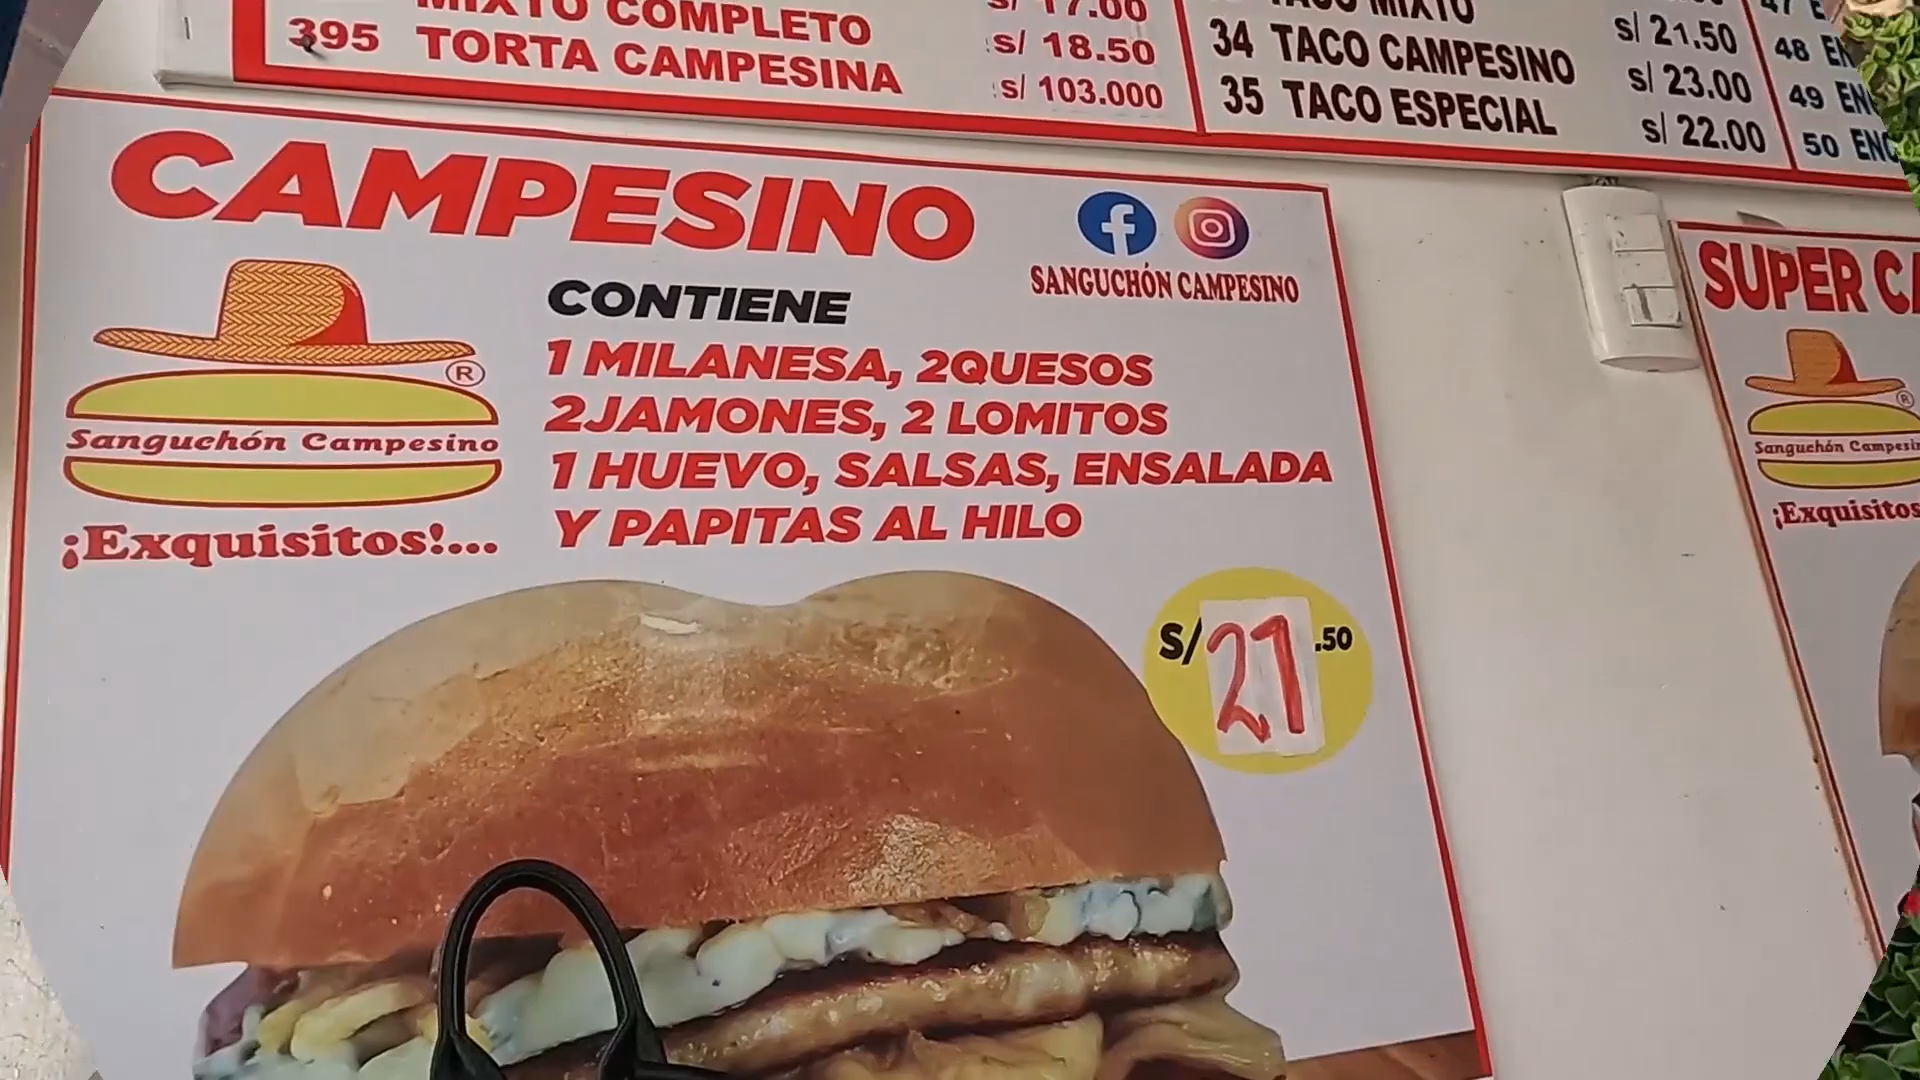 MIXTO COMPLETO s/ 17.00
395 TORTA CAMPESINA s/ 18.50
s/ 103.000
TACO MIXTO
34 TACO CAMPESINO s/ 21.50
35 TACO ESPECIAL s/ 23.00
s/ 22.00
47 E
48 EN
49 EN
50 ENC
CAMPESINO
SANGUCHÓN CAMPESINO
CONTIENE
1 MILANESA, 2QUESOS
2JAMONES, 2 LOMITOS
1 HUEVO, SALSAS, ENSALADA
Y PAPITAS AL HILO
®
Sanguchón Campesino
¡Exquisitos!...
S/ 21 .50
SUPER CA
®
Sanguchón Campesin
¡Exquisitos